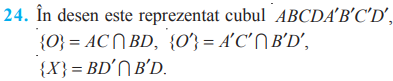 24. În desen este reprezentat cubul ABCDA′B′C′D′,
{O} = AC⋂BD, {O′} = A′C′⋂B′D′,
{X} = BD′⋂B′D.